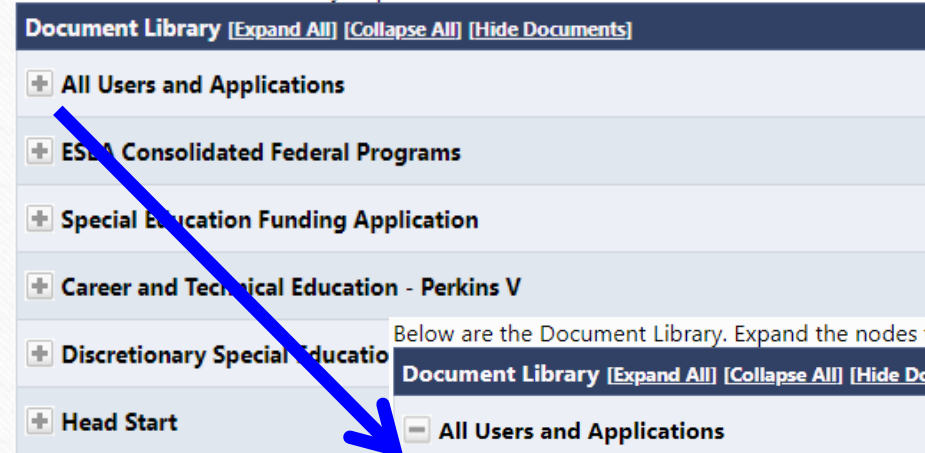 Document Library [Expand All] [Collapse All] [Hide Documents]
All Users and Applications
ESEA Consolidated Federal Programs
Special Education Funding Application
Career and Technical Education - Perkins V
Discretionary Special Educatio
Head Start
Below are the Document Library. Expand the nodes
Document Library [Expand All] [Collapse All] [Hide Do
All Users and Applications